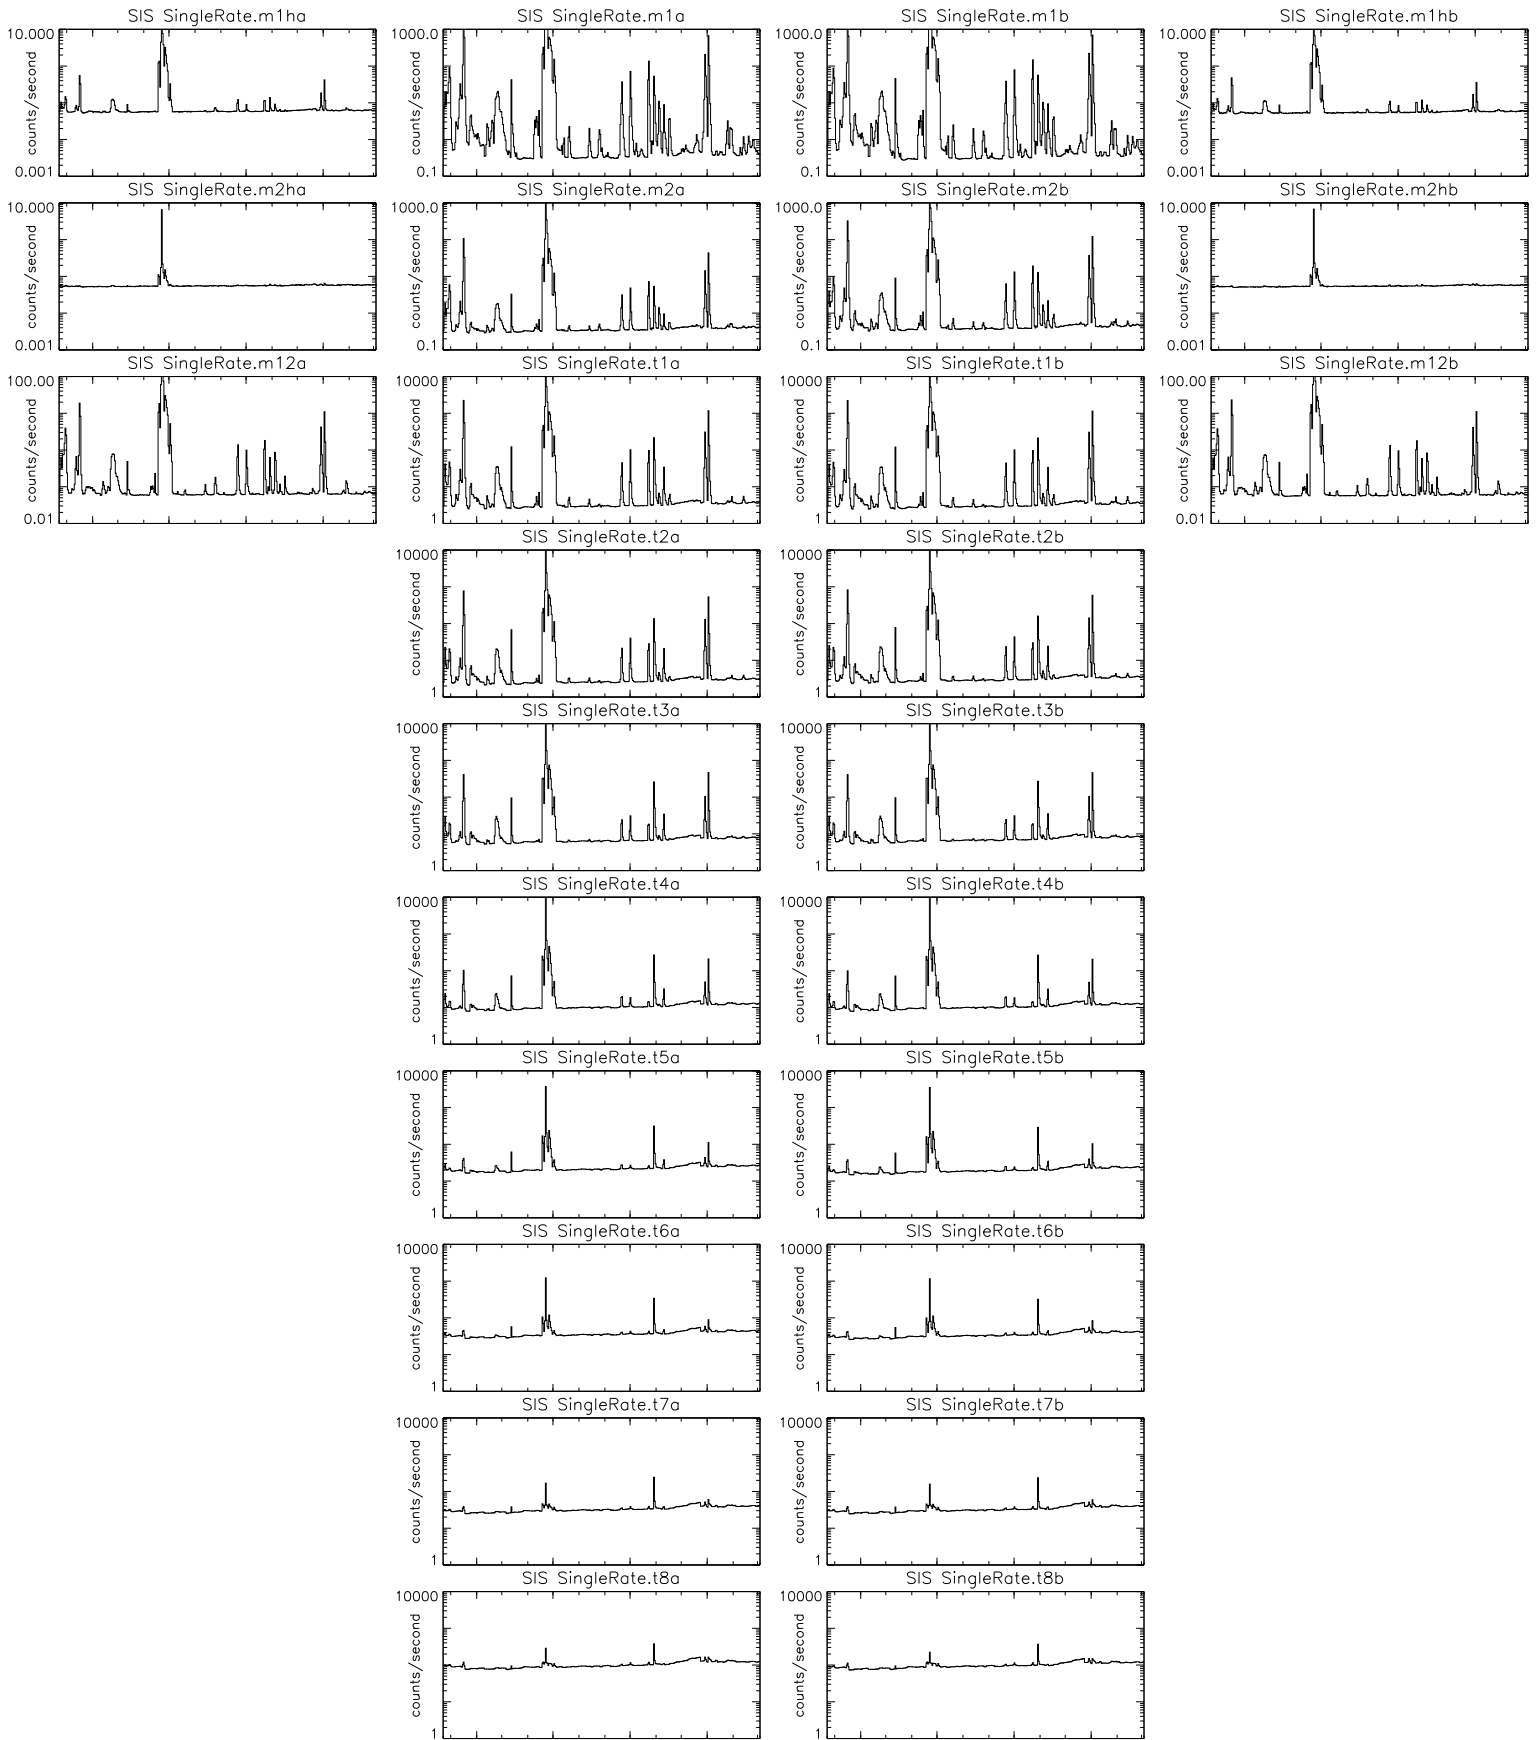 SIS SingleRate.m1ha
10.000
counts/second
0.001
SIS SingleRate.m1a
1000.0
counts/second
0.1
SIS SingleRate.m1b
1000.0
counts/second
0.1
SIS SingleRate.m1hb
10.000
counts/second
0.001
SIS SingleRate.m2ha
10.000
counts/second
0.001
SIS SingleRate.m2a
1000.0
counts/second
0.1
SIS SingleRate.m2b
1000.0
counts/second
0.1
SIS SingleRate.m2hb
10.000
counts/second
0.001
SIS SingleRate.m12a
100.00
counts/second
0.01
SIS SingleRate.t1a
10000
counts/second
1
SIS SingleRate.t1b
10000
counts/second
1
SIS SingleRate.m12b
100.00
counts/second
0.01
SIS SingleRate.t2a
10000
counts/second
1
SIS SingleRate.t2b
10000
counts/second
1
SIS SingleRate.t3a
10000
counts/second
1
SIS SingleRate.t3b
10000
counts/second
1
SIS SingleRate.t4a
10000
counts/second
1
SIS SingleRate.t4b
10000
counts/second
1
SIS SingleRate.t5a
10000
counts/second
1
SIS SingleRate.t5b
10000
counts/second
1
SIS SingleRate.t6a
10000
counts/second
1
SIS SingleRate.t6b
10000
counts/second
1
SIS SingleRate.t7a
10000
counts/second
1
SIS SingleRate.t7b
10000
counts/second
1
SIS SingleRate.t8a
10000
counts/second
1
SIS SingleRate.t8b
10000
counts/second
1